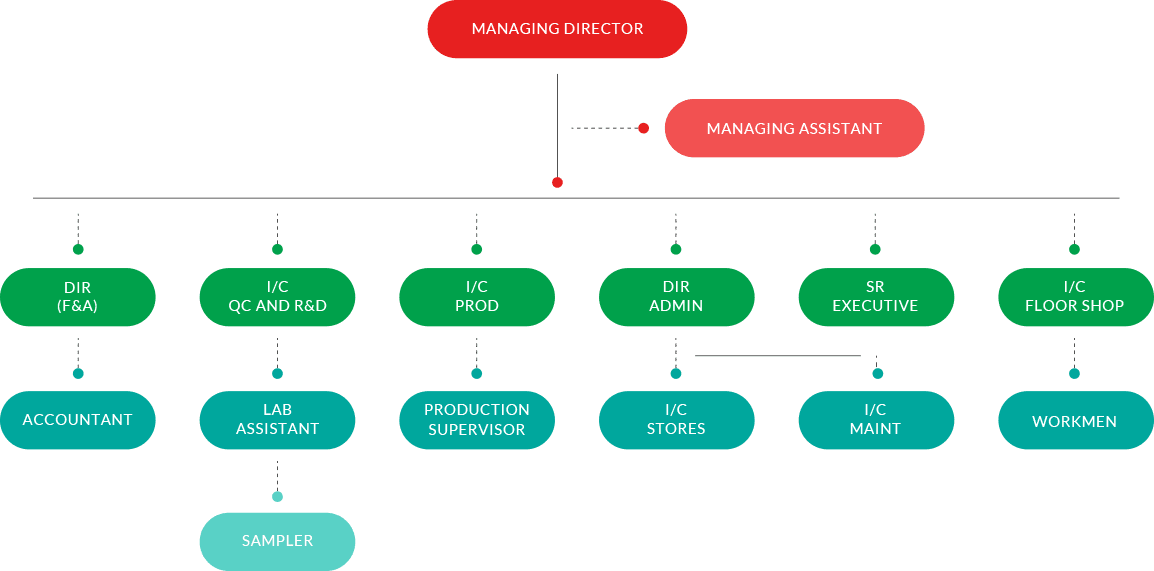 MANAGING DIRECTOR
MANAGING ASSISTANT
DIR
(F&A)
I/C
QC AND R&D
I/C
PROD
DIR
ADMIN
SR
EXECUTIVE
I/C
FLOOR SHOP
ACCOUNTANT
LAB
ASSISTANT
PRODUCTION
SUPERVISOR
I/C
STORES
I/C
MAINT
WORKMEN
SAMPLER